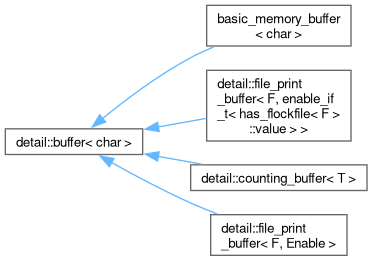 basic_memory_buffer
< char >
detail::file_print
_buffer< F, enable_if
_t< has_flockfile< F >
::value > >
detail::buffer< char >
detail::counting_buffer< T >
detail::file_print
_buffer< F, Enable >